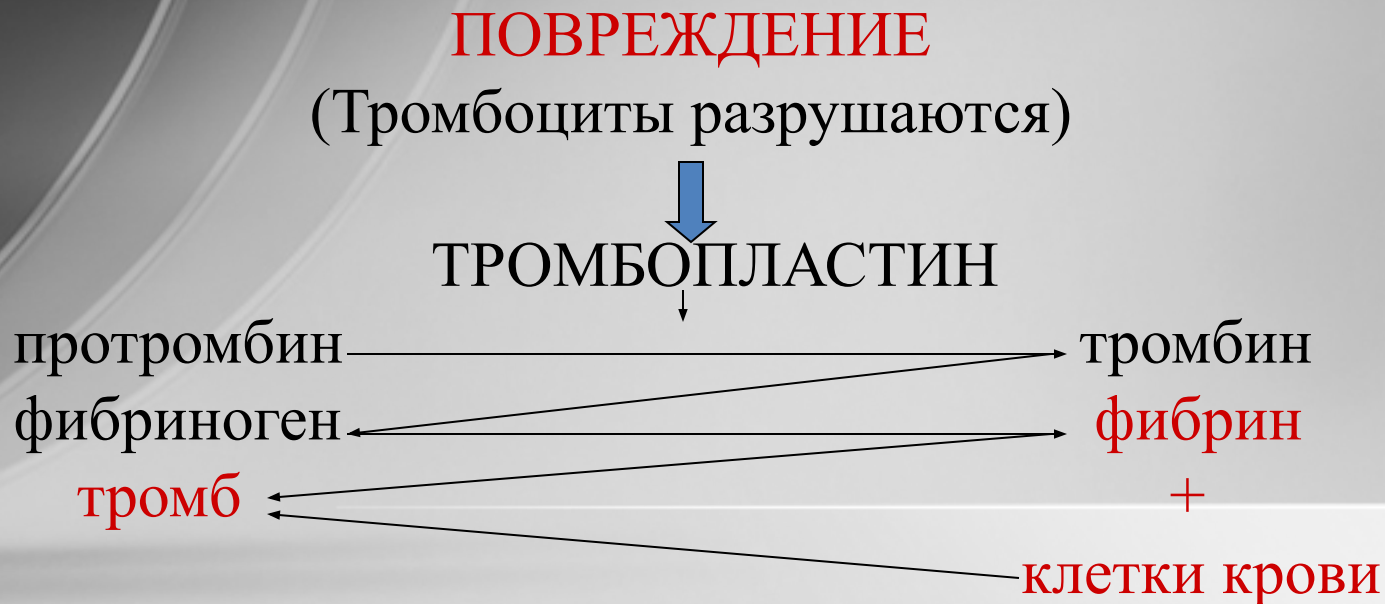 ПОВРЕЖДЕНИЕ
(Тромбоциты разрушаются)
ТРОМБОПЛАСТИН
протромбин тромбин
фибриноген фибрин
тромб +
клетки крови